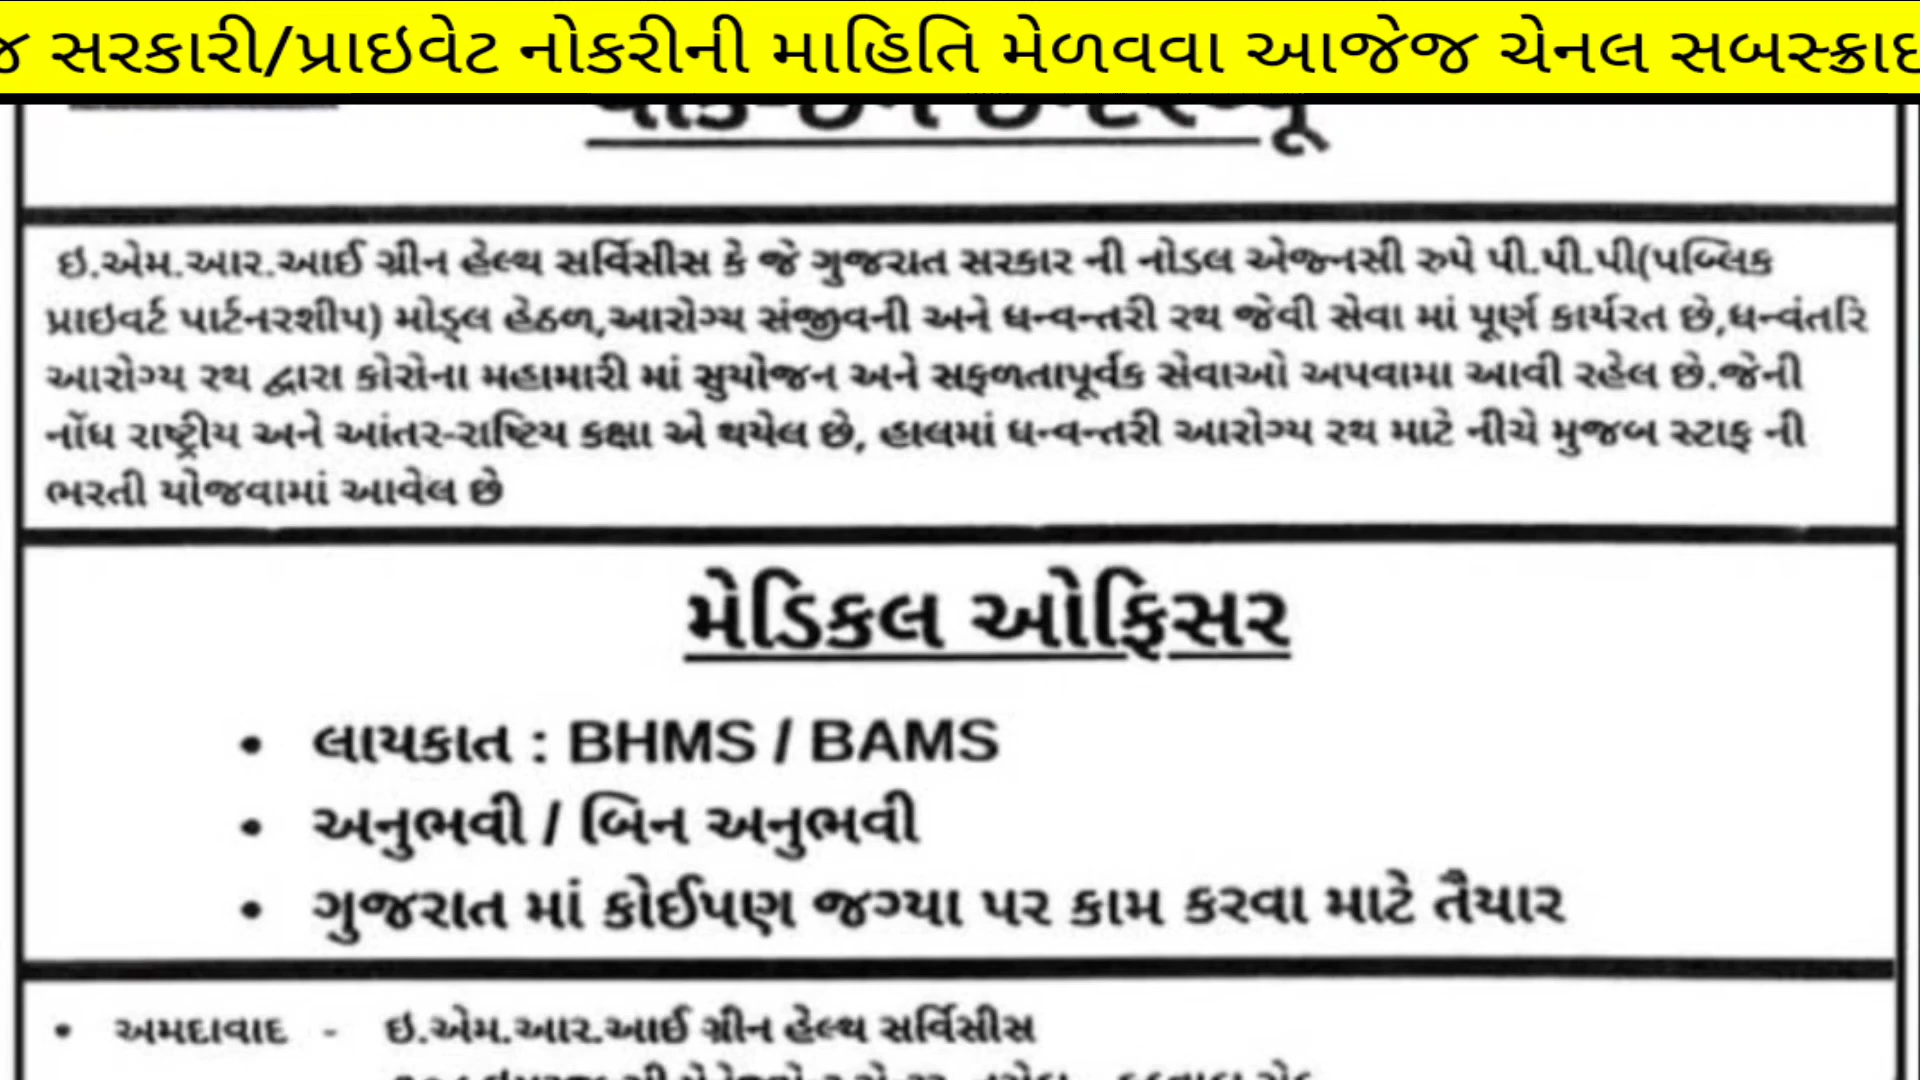 સરકારી/પ્રાઇવેટ નોકરીની માહિતિ મેળવવા આજેજ ચેનલ
ઇ.એમ.આર.આઈ ગ્રીન હેલ્થ સર્વિસીસ કે જે ગુજરાત સરકાર ની નોડલ એજ્નસી રુપે પી.પી.પી(પબ્લિક
પ્રાઇવર્ટ પાર્ટનરશીપ) મોડ્લ હેઠળ,આરોગ્ય સંજીવની અને ધન્વન્તરી રથ જેવી સેવા માં પૂર્ણ કાર્યરત છે,ધન્વંતરિ
આરોગ્ય રથ દ્વારા કોરોના મહામારી માં સુયોજન અને સફળતાપૂર્વક સેવાઓ અપવામા આવી રહેલ છે.જેની
નોંધ રાષ્ટ્રીય અને આંતર-રાષ્ટિય કક્ષા એ થયેલ છે, હાલમાં ધન્વન્તરી આરોગ્ય રથ માટે નીચે મુજબ સ્ટાફ ની
ભરતી યોજવામાં આવેલ છે
મેડિકલ ઓફિસર
• લાયકાત : BHMS / BAMS
• અનુભવી / બિન અનુભવી
• ગુજરાત માં કોઈપણ જગ્યા પર કામ કરવા માટે તૈયાર
• અમદાવાદ - ઇ.એમ.આર.આઈ ગ્રીન હેલ્થ સર્વિસીસ